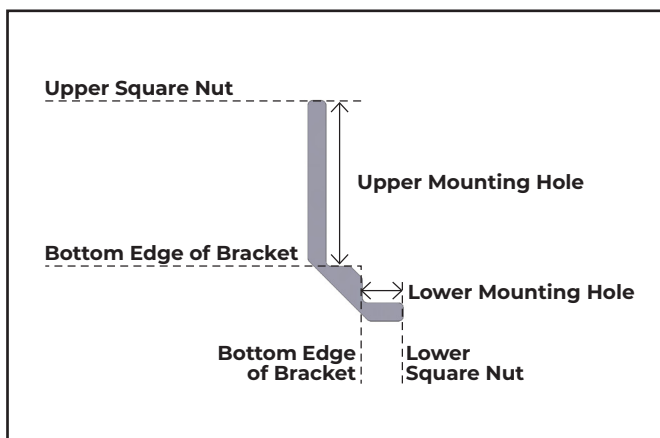 Upper Square Nut
Upper Mounting Hole
Bottom Edge of Bracket
Lower Mounting Hole
Bottom Edge
of Bracket
Lower
Square Nut